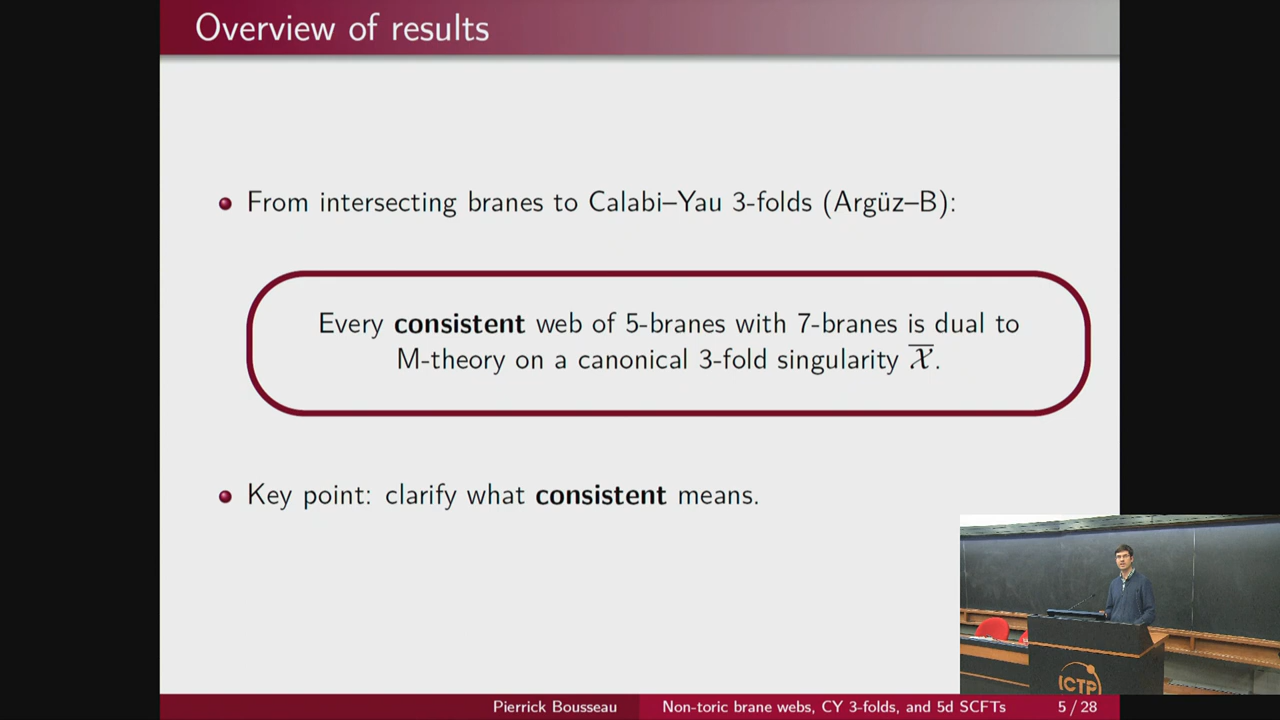 Overview of results
From intersecting branes to Calabi–Yau 3-folds (Argüz–B):
Every consistent web of 5-branes with 7-branes is dual to
M-theory on a canonical 3-fold singularity $\overline{\mathcal{X}}$.
Key point: clarify what consistent means.
ICTP
Pierrick Bousseau
Non-toric brane webs, CY 3-folds, and 5d SCFTs
5 / 28